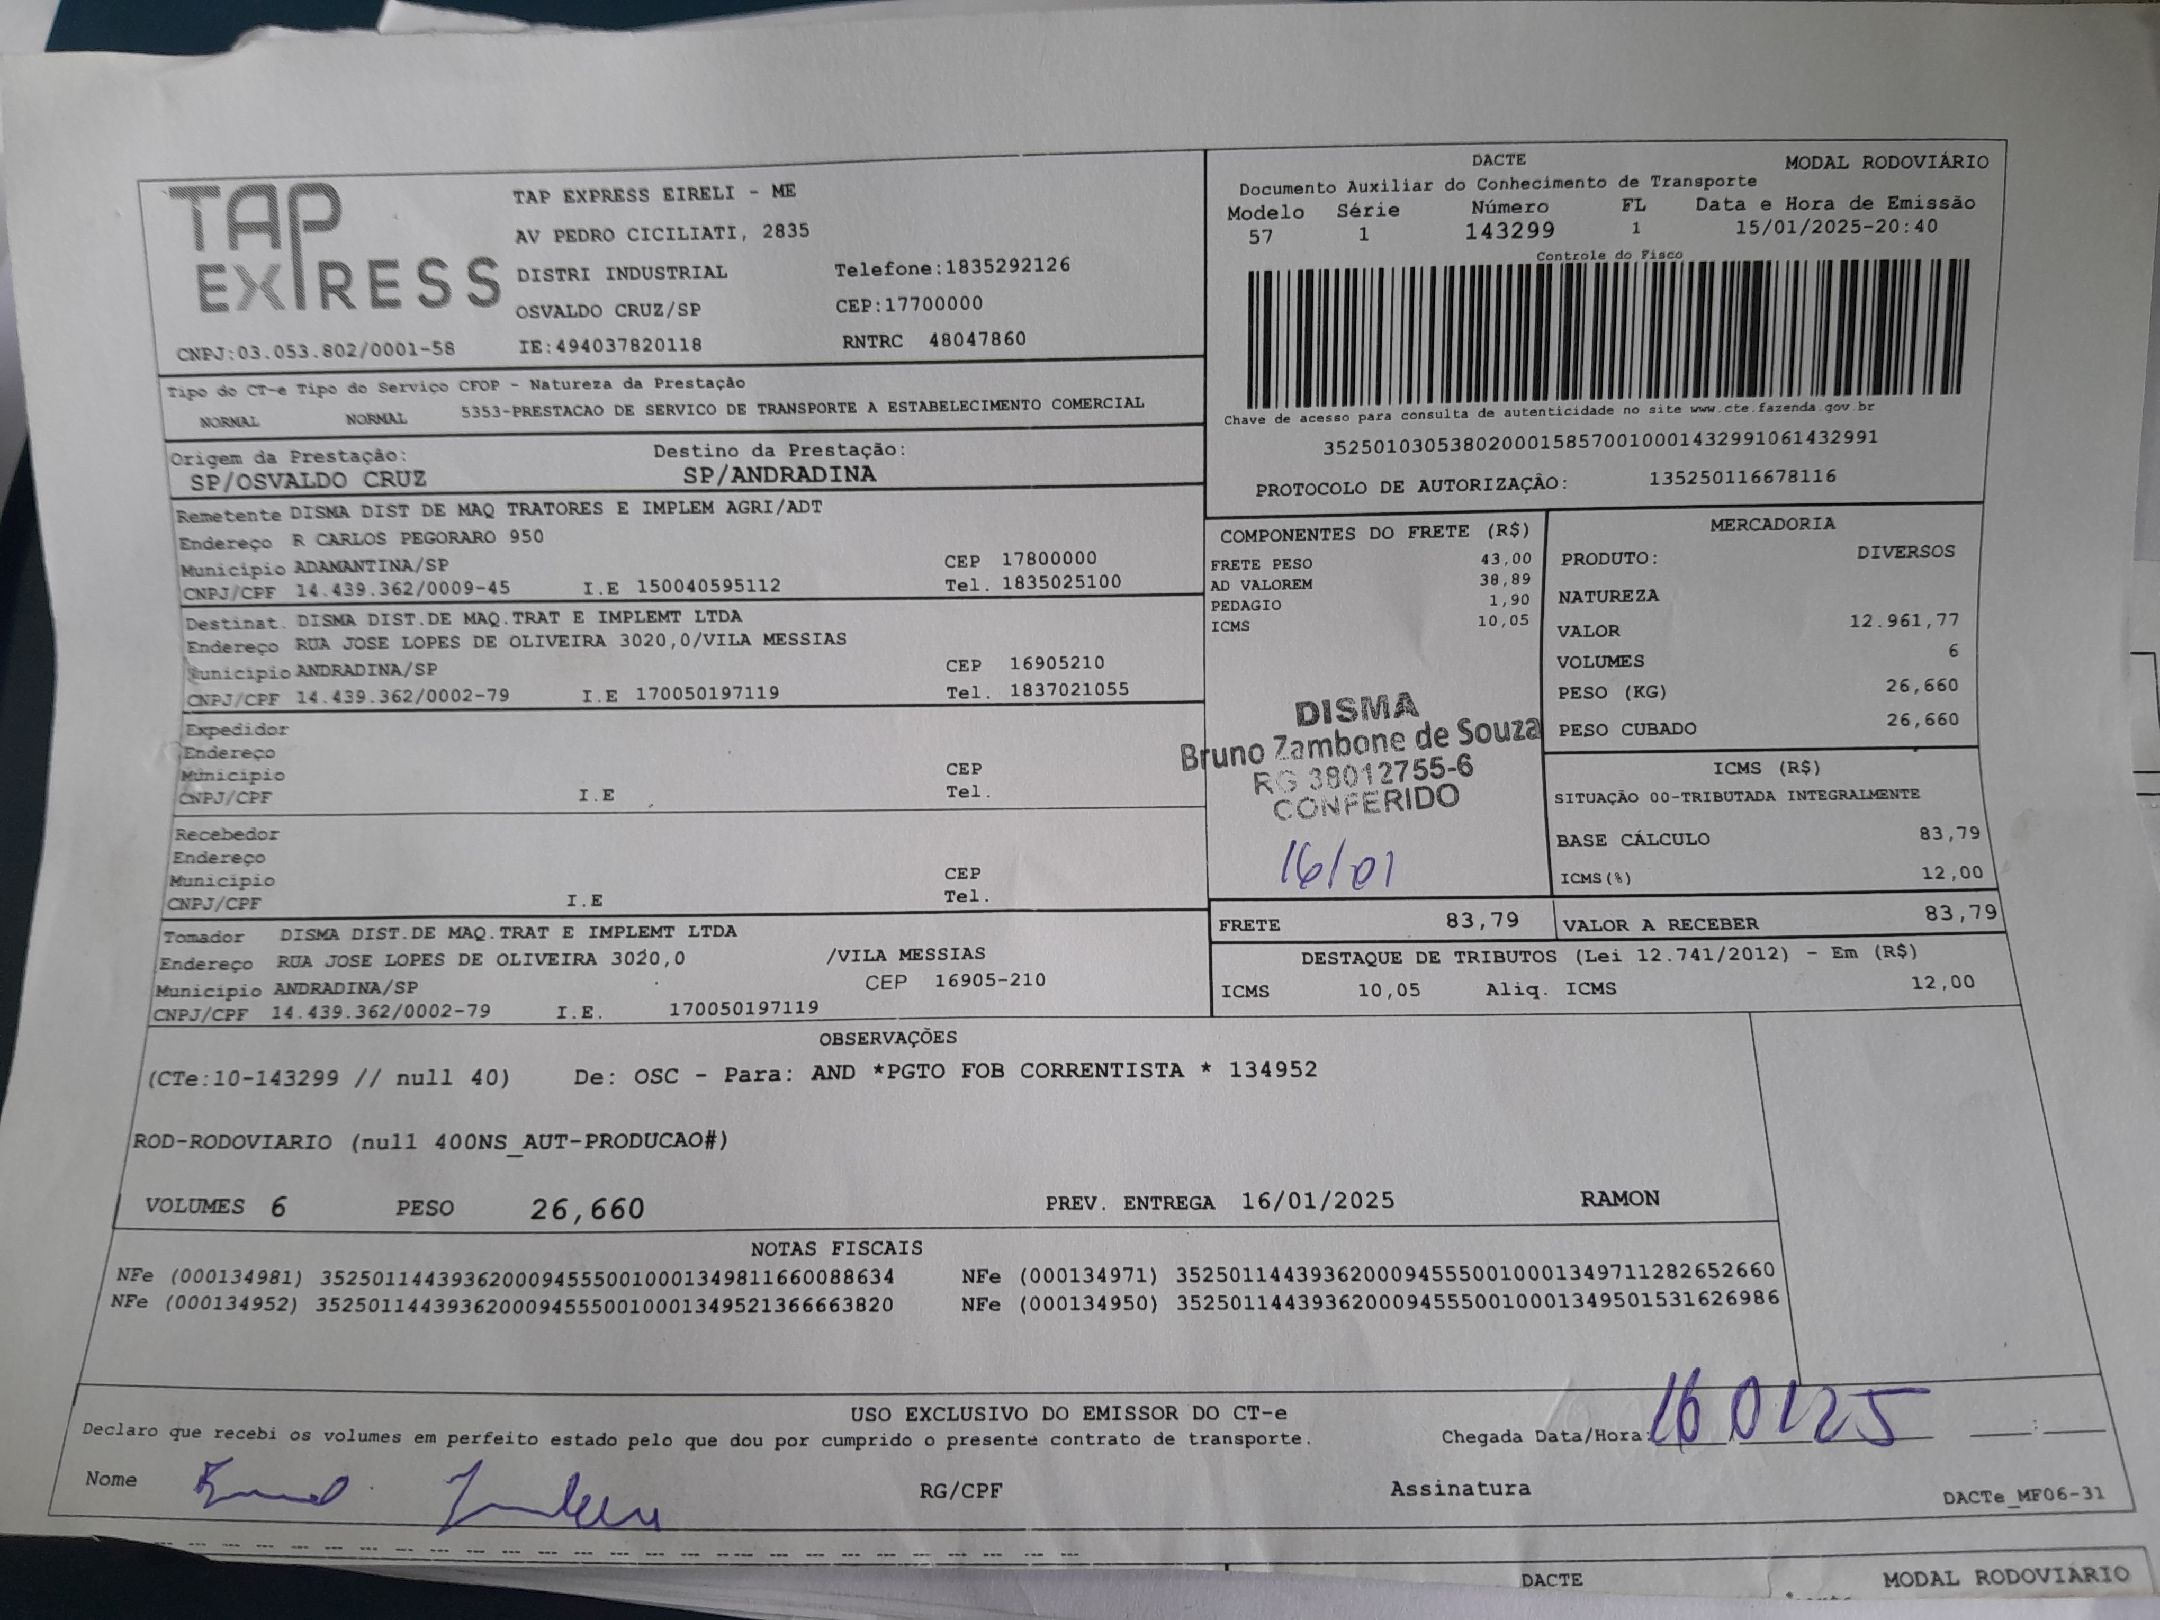 TAP EXPRESS
TAP EXPRESS EIRELI - ME
AV PEDRO CICILIATI, 2835
DISTRI INDUSTRIAL Telefone:1835292126
OSVALDO CRUZ/SP CEP:17700000
CNPJ:03.053.802/0001-58 IE:494037820118 RNTRC 48047860
DACTE MODAL RODOVIÁRIO
Documento Auxiliar do Conhecimento de Transporte
Modelo Série Número FL Data e Hora de Emissão
57 1 143299 1 15/01/2025-20:40
Controle do Fisco
Chave de acesso para consulta de autenticidade no site www.cte.fazenda.gov.br
35250103053802000158570010001432991061432991
PROTOCOLO DE AUTORIZAÇÃO: 135250116678116
Tipo do CT-e Tipo do Serviço CFOP - Natureza da Prestação
NORMAL NORMAL 5353-PRESTACAO DE SERVICO DE TRANSPORTE A ESTABELECIMENTO COMERCIAL
Origem da Prestação: Destino da Prestação:
SP/OSVALDO CRUZ SP/ANDRADINA
Remetente DISMA DIST DE MAQ TRATORES E IMPLEM AGRI/ADT
Endereço R CARLOS PEGORARO 950
Municipio ADAMANTINA/SP CEP 17800000
CNPJ/CPF 14.439.362/0009-45 I.E 150040595112 Tel. 1835025100
Destinat. DISMA DIST.DE MAQ.TRAT E IMPLEMT LTDA
Endereço RUA JOSE LOPES DE OLIVEIRA 3020,0/VILA MESSIAS
Municipio ANDRADINA/SP CEP 16905210
CNPJ/CPF 14.439.362/0002-79 I.E 170050197119 Tel. 1837021055
Expedidor
Endereço
Municipio CEP
CNPJ/CPF I.E Tel.
Recebedor
Endereço
Municipio CEP
CNPJ/CPF I.E Tel.
Tomador DISMA DIST.DE MAQ.TRAT E IMPLEMT LTDA
Endereço RUA JOSE LOPES DE OLIVEIRA 3020,0 /VILA MESSIAS
Municipio ANDRADINA/SP CEP 16905-210
CNPJ/CPF 14.439.362/0002-79 I.E. 170050197119
COMPONENTES DO FRETE (R$)
FRETE PESO 43,00
AD VALOREM 38,89
PEDAGIO 1,90
ICMS 10,05
DISMA
Bruno Zambone de Souza
RG 38012755-6
CONFERIDO
16/01
MERCADORIA
PRODUTO: DIVERSOS
NATUREZA
VALOR 12.961,77
VOLUMES 6
PESO (KG) 26,660
PESO CUBADO 26,660
ICMS (R$)
SITUAÇÃO 00-TRIBUTADA INTEGRALMENTE
BASE CÁLCULO 83,79
ICMS(%) 12,00
FRETE 83,79 VALOR A RECEBER 83,79
DESTAQUE DE TRIBUTOS (Lei 12.741/2012) - Em (R$)
ICMS 10,05 Aliq. ICMS 12,00
OBSERVAÇÕES
(CTe:10-143299 // null 40) De: OSC - Para: AND *PGTO FOB CORRENTISTA * 134952
ROD-RODOVIARIO (null 400NS_AUT-PRODUCAO#)
VOLUMES 6 PESO 26,660 PREV. ENTREGA 16/01/2025 RAMON
NOTAS FISCAIS
NFe (000134981) 35250114439362000945550010001349811660088634 NFe (000134971) 35250114439362000945550010001349711282652660
NFe (000134952) 35250114439362000945550010001349521366663820 NFe (000134950) 35250114439362000945550010001349501531626986
USO EXCLUSIVO DO EMISSOR DO CT-e
Declaro que recebi os volumes em perfeito estado pelo que dou por cumprido o presente contrato de transporte. Chegada Data/Hora: 16 01 25 __:__
Nome RG/CPF Assinatura DACTe_MF06-31
DACTE MODAL RODOVIÁRIO